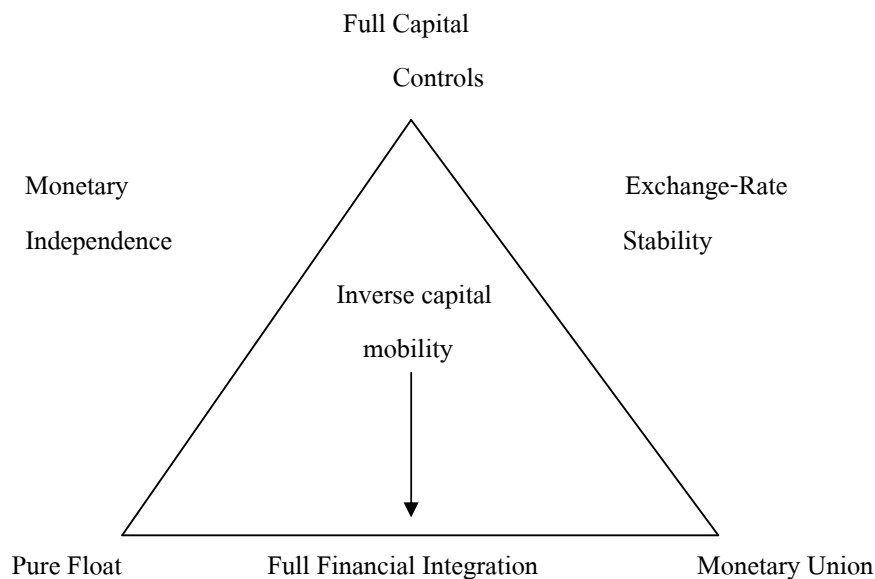 Full Capital
Controls
Monetary
Independence
Exchange-Rate
Stability
Inverse capital
mobility
Pure Float
Full Financial Integration
Monetary Union